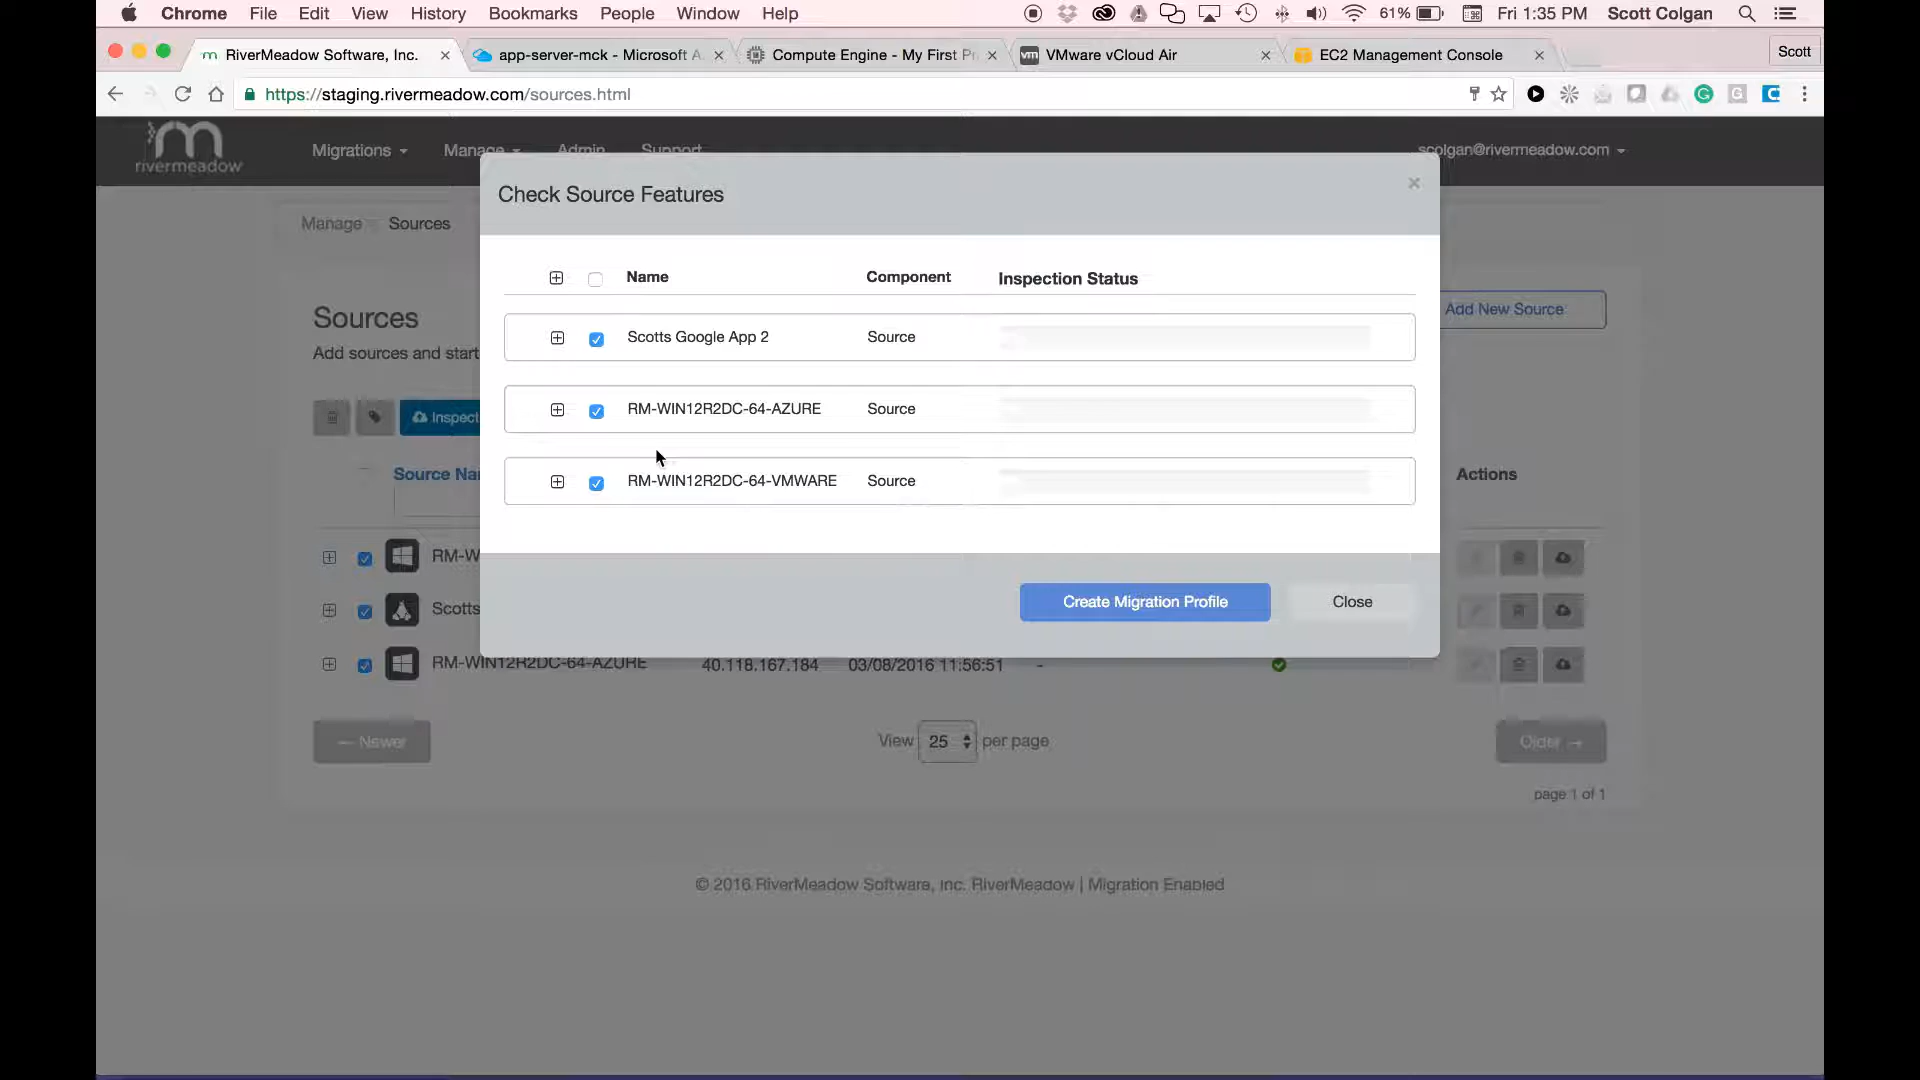 Chrome File Edit View History Bookmarks People Window Help 61% Fri 1:35 PM Scott Colgan
RiverMeadow Software, Inc. app-server-mck - Microsoft A Compute Engine - My First Pr VMware vCloud Air EC2 Management Console Scott
https://staging.rivermeadow.com/sources.html
m
rivermeadow
Migrations Manage Admin Support scolgan@rivermeadow.com
Check Source Features
Manage Sources
Name Component Inspection Status
Sources
Add New Source
Add sources and start
Scotts Google App 2 Source
RM-WIN12R2DC-64-AZURE Source
Inspect
Source Na
Actions
RM-WIN12R2DC-64-VMWARE Source
RM-W
Create Migration Profile Close
Scotts
RM-WIN12R2DC-64-AZURE 40.118.167.184 03/08/2016 11:56:51 -
← Newer View 25 per page Older →
page 1 of 1
© 2016 RiverMeadow Software, Inc. RiverMeadow | Migration Enabled